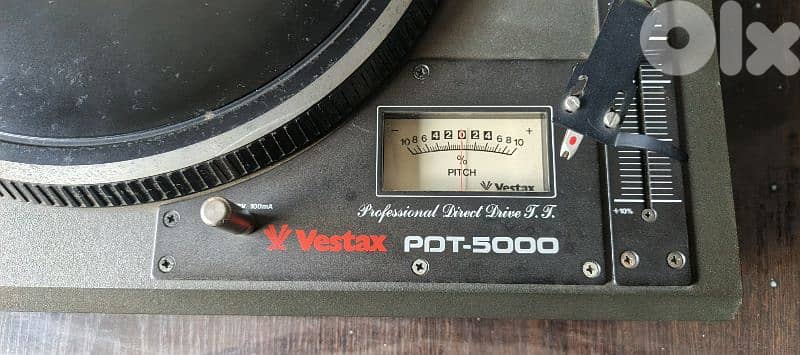 olx
- 4 2 0 2 4 +
10 8 6 6 8 10
%
PITCH
Vestax
Professional Direct Drive T.T.
100mA
+10%
Vestax PDT-5000